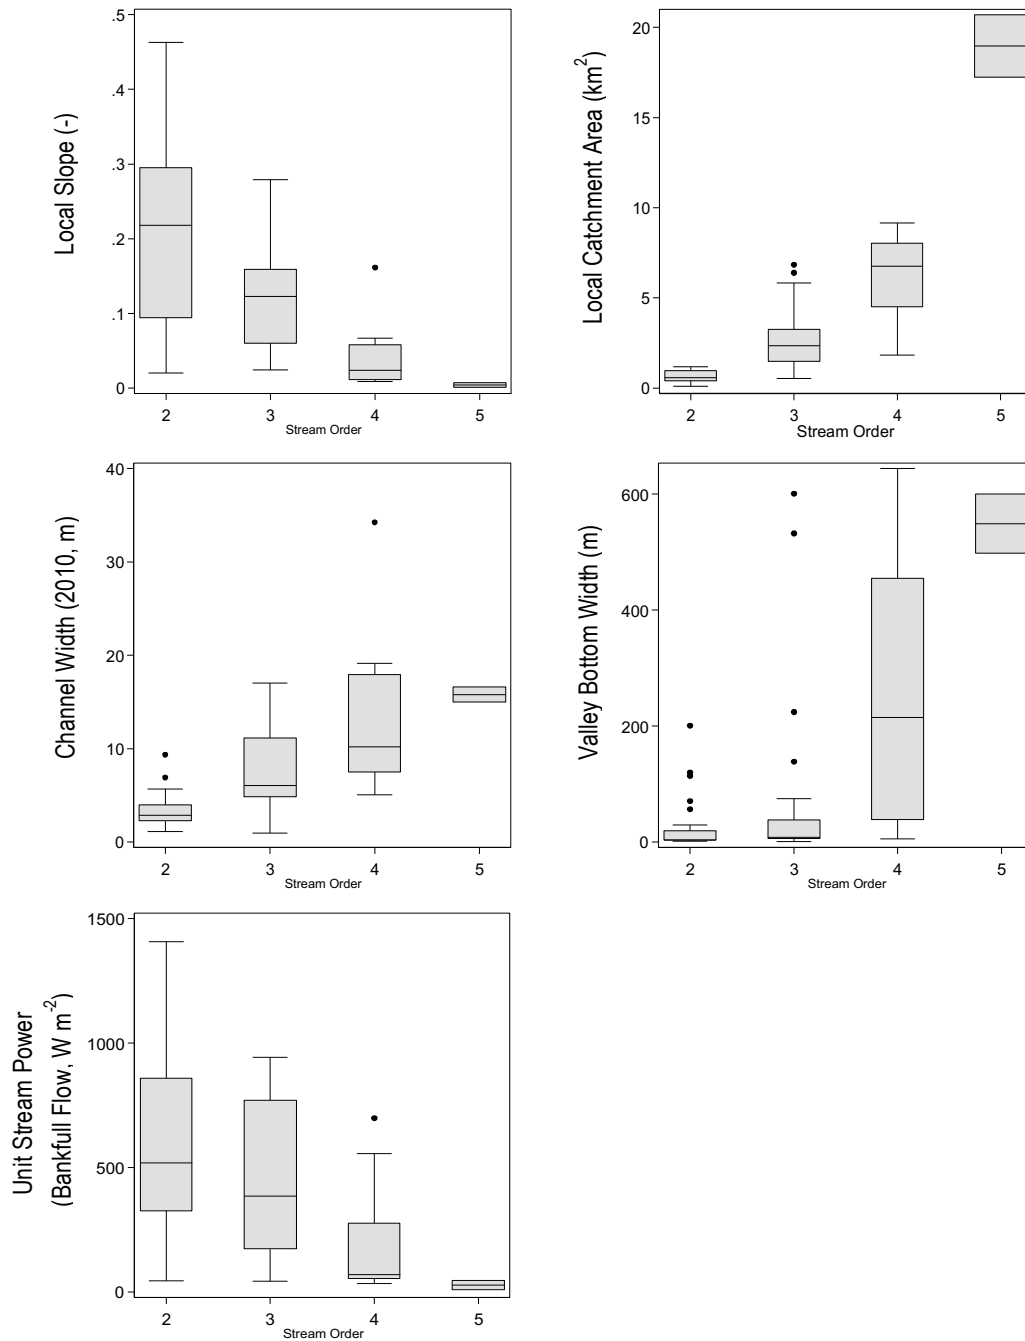 Local Slope (-)
.5
.4
.3
.2
.1
0
2 3 4 5
Stream Order
Local Catchment Area (km²)
20
15
10
5
0
2 3 4 5
Stream Order
Channel Width (2010, m)
40
30
20
10
0
2 3 4 5
Stream Order
Valley Bottom Width (m)
600
400
200
0
2 3 4 5
Stream Order
Unit Stream Power
(Bankfull Flow, W m⁻²)
1500
1000
500
0
2 3 4 5
Stream Order